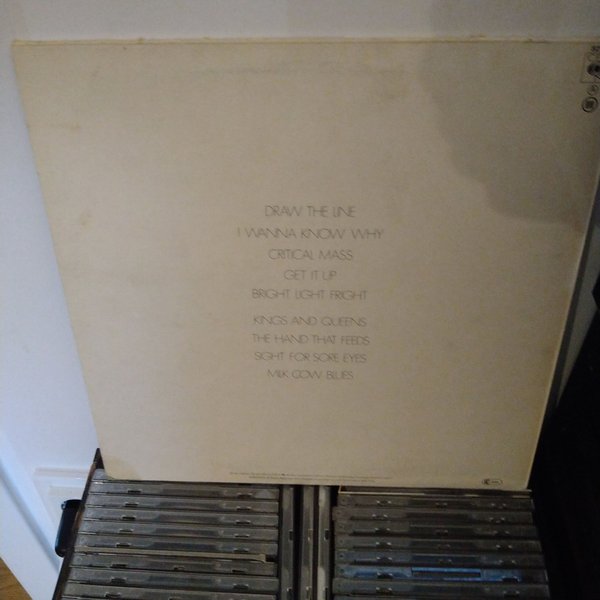 DRAW THE LINE
I WANNA KNOW WHY
CRITICAL MASS
GET IT UP
BRIGHT LIGHT FRIGHT
KINGS AND QUEENS
THE HAND THAT FEEDS
SIGHT FOR SORE EYES
MILK COW BLUES